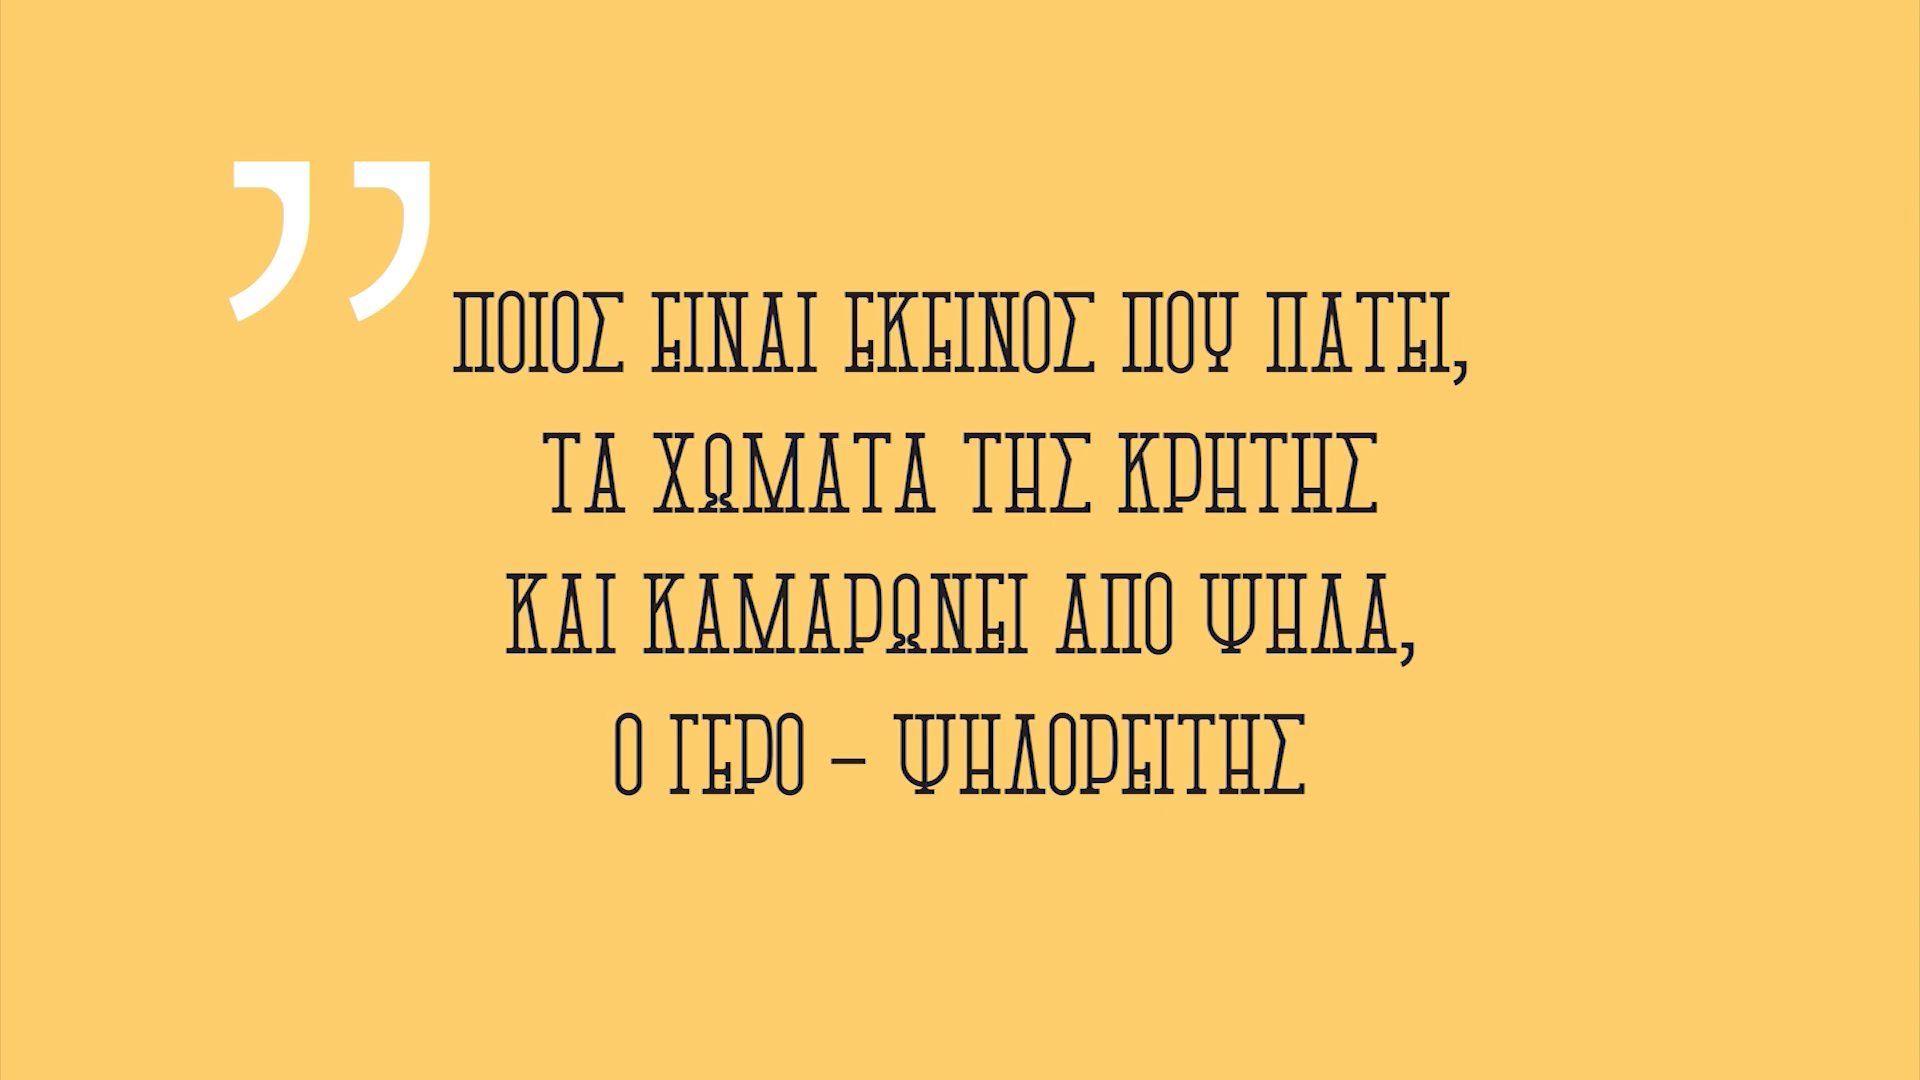 ”
ΠΟΙΟΣ ΕΙΝΑΙ ΕΚΕΙΝΟΣ ΠΟΥ ΠΑΤΕΙ,
ΤΑ ΧΩΜΑΤΑ ΤΗΣ ΚΡΗΤΗΣ
ΚΑΙ ΚΑΜΑΡΩΝΕΙ ΑΠΟ ΨΗΛΑ,
Ο ΓΕΡΟ – ΨΗΛΟΡΕΙΤΗΣ